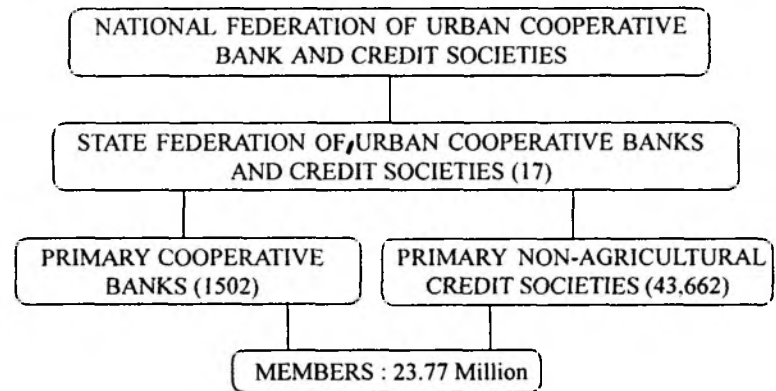 NATIONAL FEDERATION OF URBAN COOPERATIVE
BANK AND CREDIT SOCIETIES
STATE FEDERATION OF URBAN COOPERATIVE BANKS
AND CREDIT SOCIETIES (17)
PRIMARY COOPERATIVE
BANKS (1502)
PRIMARY NON-AGRICULTURAL
CREDIT SOCIETIES (43,662)
MEMBERS : 23.77 Million